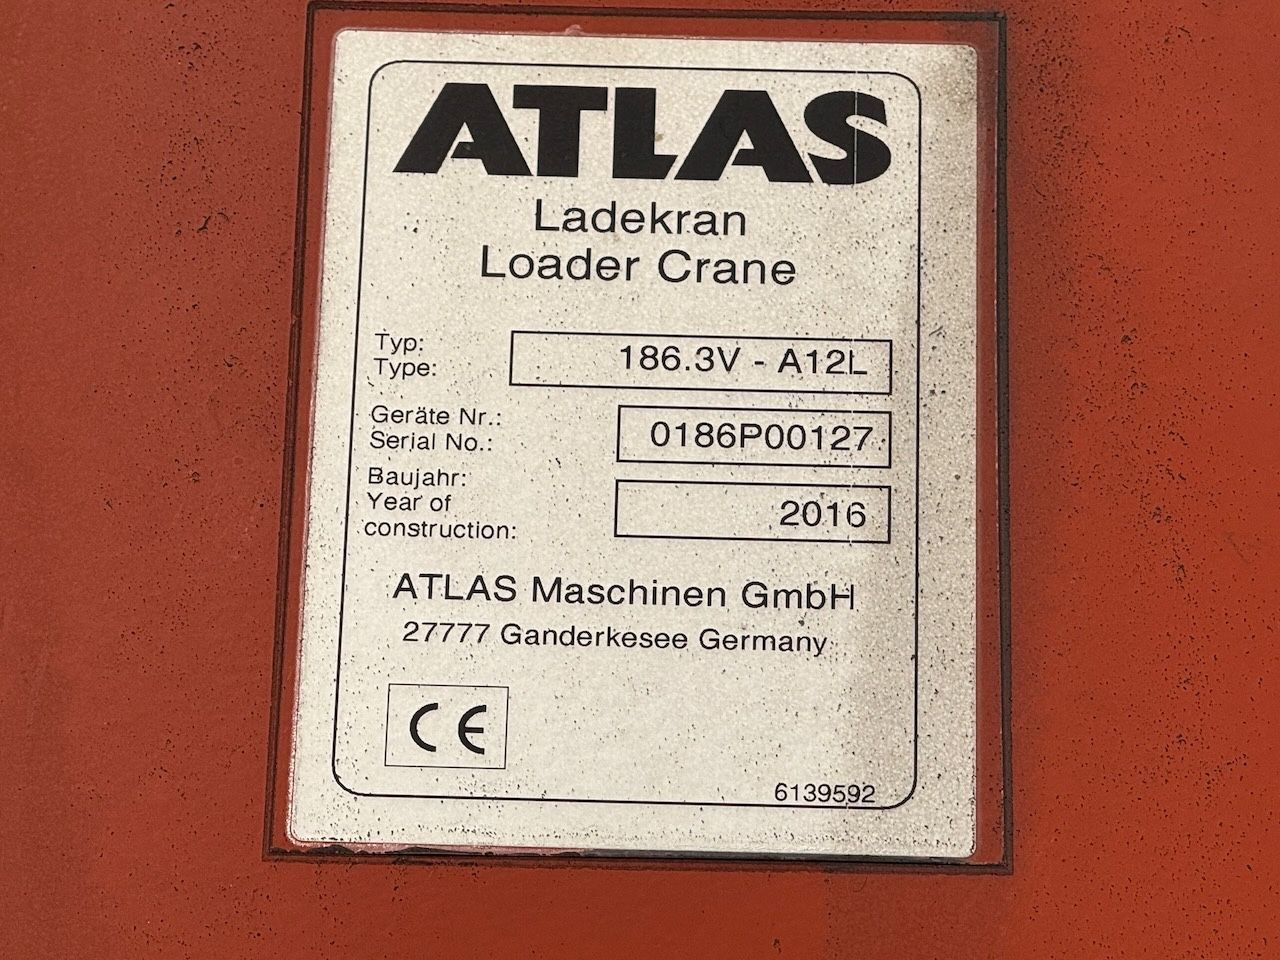 ATLAS
Ladekran
Loader Crane
Typ:
Type:
186.3V - A12L
Geräte Nr.:
Serial No.:
0186P00127
Baujahr:
Year of
construction:
2016
ATLAS Maschinen GmbH
27777 Ganderkesee Germany
CE
6139592